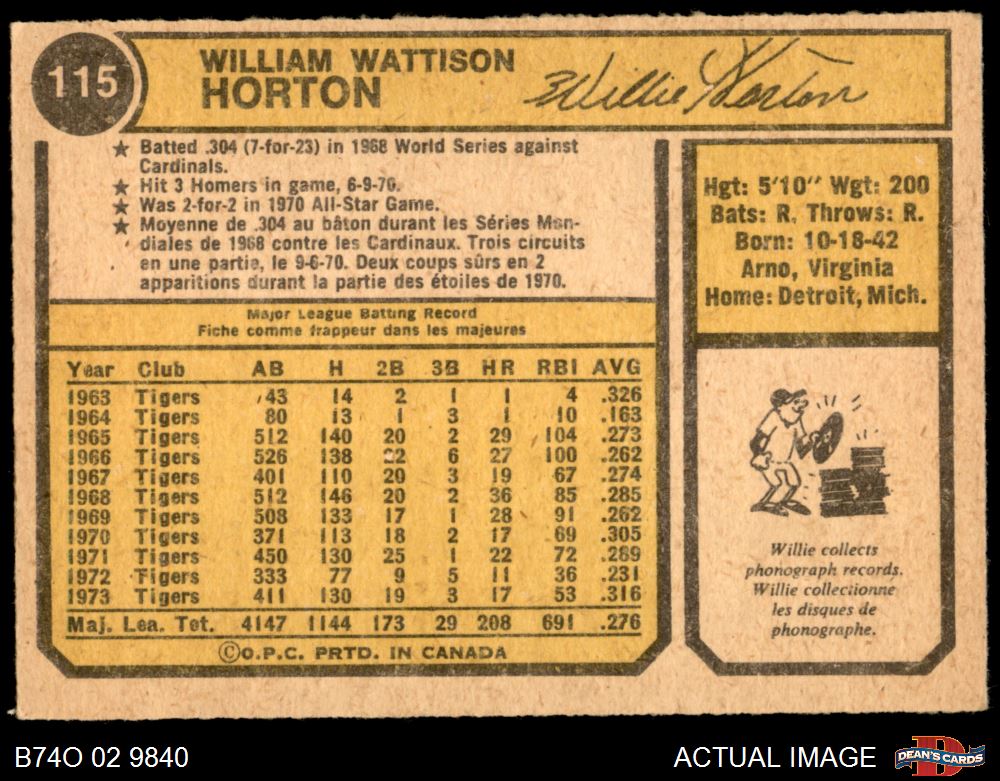 115
WILLIAM WATTISON
HORTON
Willie Horton
★ Batted .304 (7-for-23) in 1968 World Series against
Cardinals.
★ Hit 3 Homers in game, 6-9-70.
★ Was 2-for-2 in 1970 All-Star Game.
★ Moyenne de .304 au bâton durant les Séries Mon-
diales de 1968 contre les Cardinaux. Trois circuits
en une partie, le 9-6-70. Deux coups sûrs en 2
apparitions durant la partie des étoiles de 1970.
Major League Batting Record
Fiche comme frappeur dans les majeures
Year Club AB H 2B 3B HR RBI AVG
1963 Tigers 43 14 2 1 1 4 .326
1964 Tigers 80 13 1 3 1 10 .163
1965 Tigers 512 140 20 2 29 104 .273
1966 Tigers 526 138 22 6 27 100 .262
1967 Tigers 401 110 20 3 19 67 .274
1968 Tigers 512 146 20 2 36 85 .285
1969 Tigers 508 133 17 1 28 91 .262
1970 Tigers 371 113 18 2 17 69 .305
1971 Tigers 450 130 25 1 22 72 .289
1972 Tigers 333 77 9 5 11 36 .231
1973 Tigers 411 130 19 3 17 53 .316
Maj. Lea. Tot. 4147 1144 173 29 208 691 .276
©O.P.C. PRTD. IN CANADA
Hgt: 5'10" Wgt: 200
Bats: R. Throws: R.
Born: 10-18-42
Arno, Virginia
Home: Detroit, Mich.
Willie collects
phonograph records.
Willie collectionne
les disques de
phonographe.
B74O 02 9840
ACTUAL IMAGE
D
DEAN'S CARDS